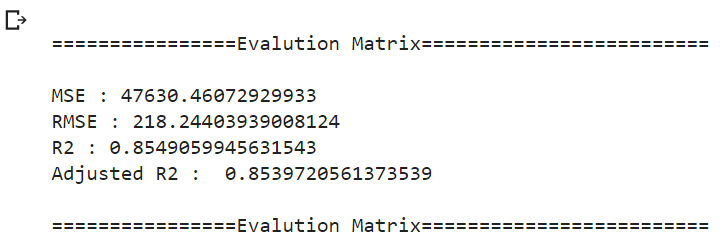 ================Evalution Matrix=========================
MSE : 47630.46072929933
RMSE : 218.24403939008124
R2 : 0.8549059945631543
Adjusted R2 :  0.8539720561373539
================Evalution Matrix=========================